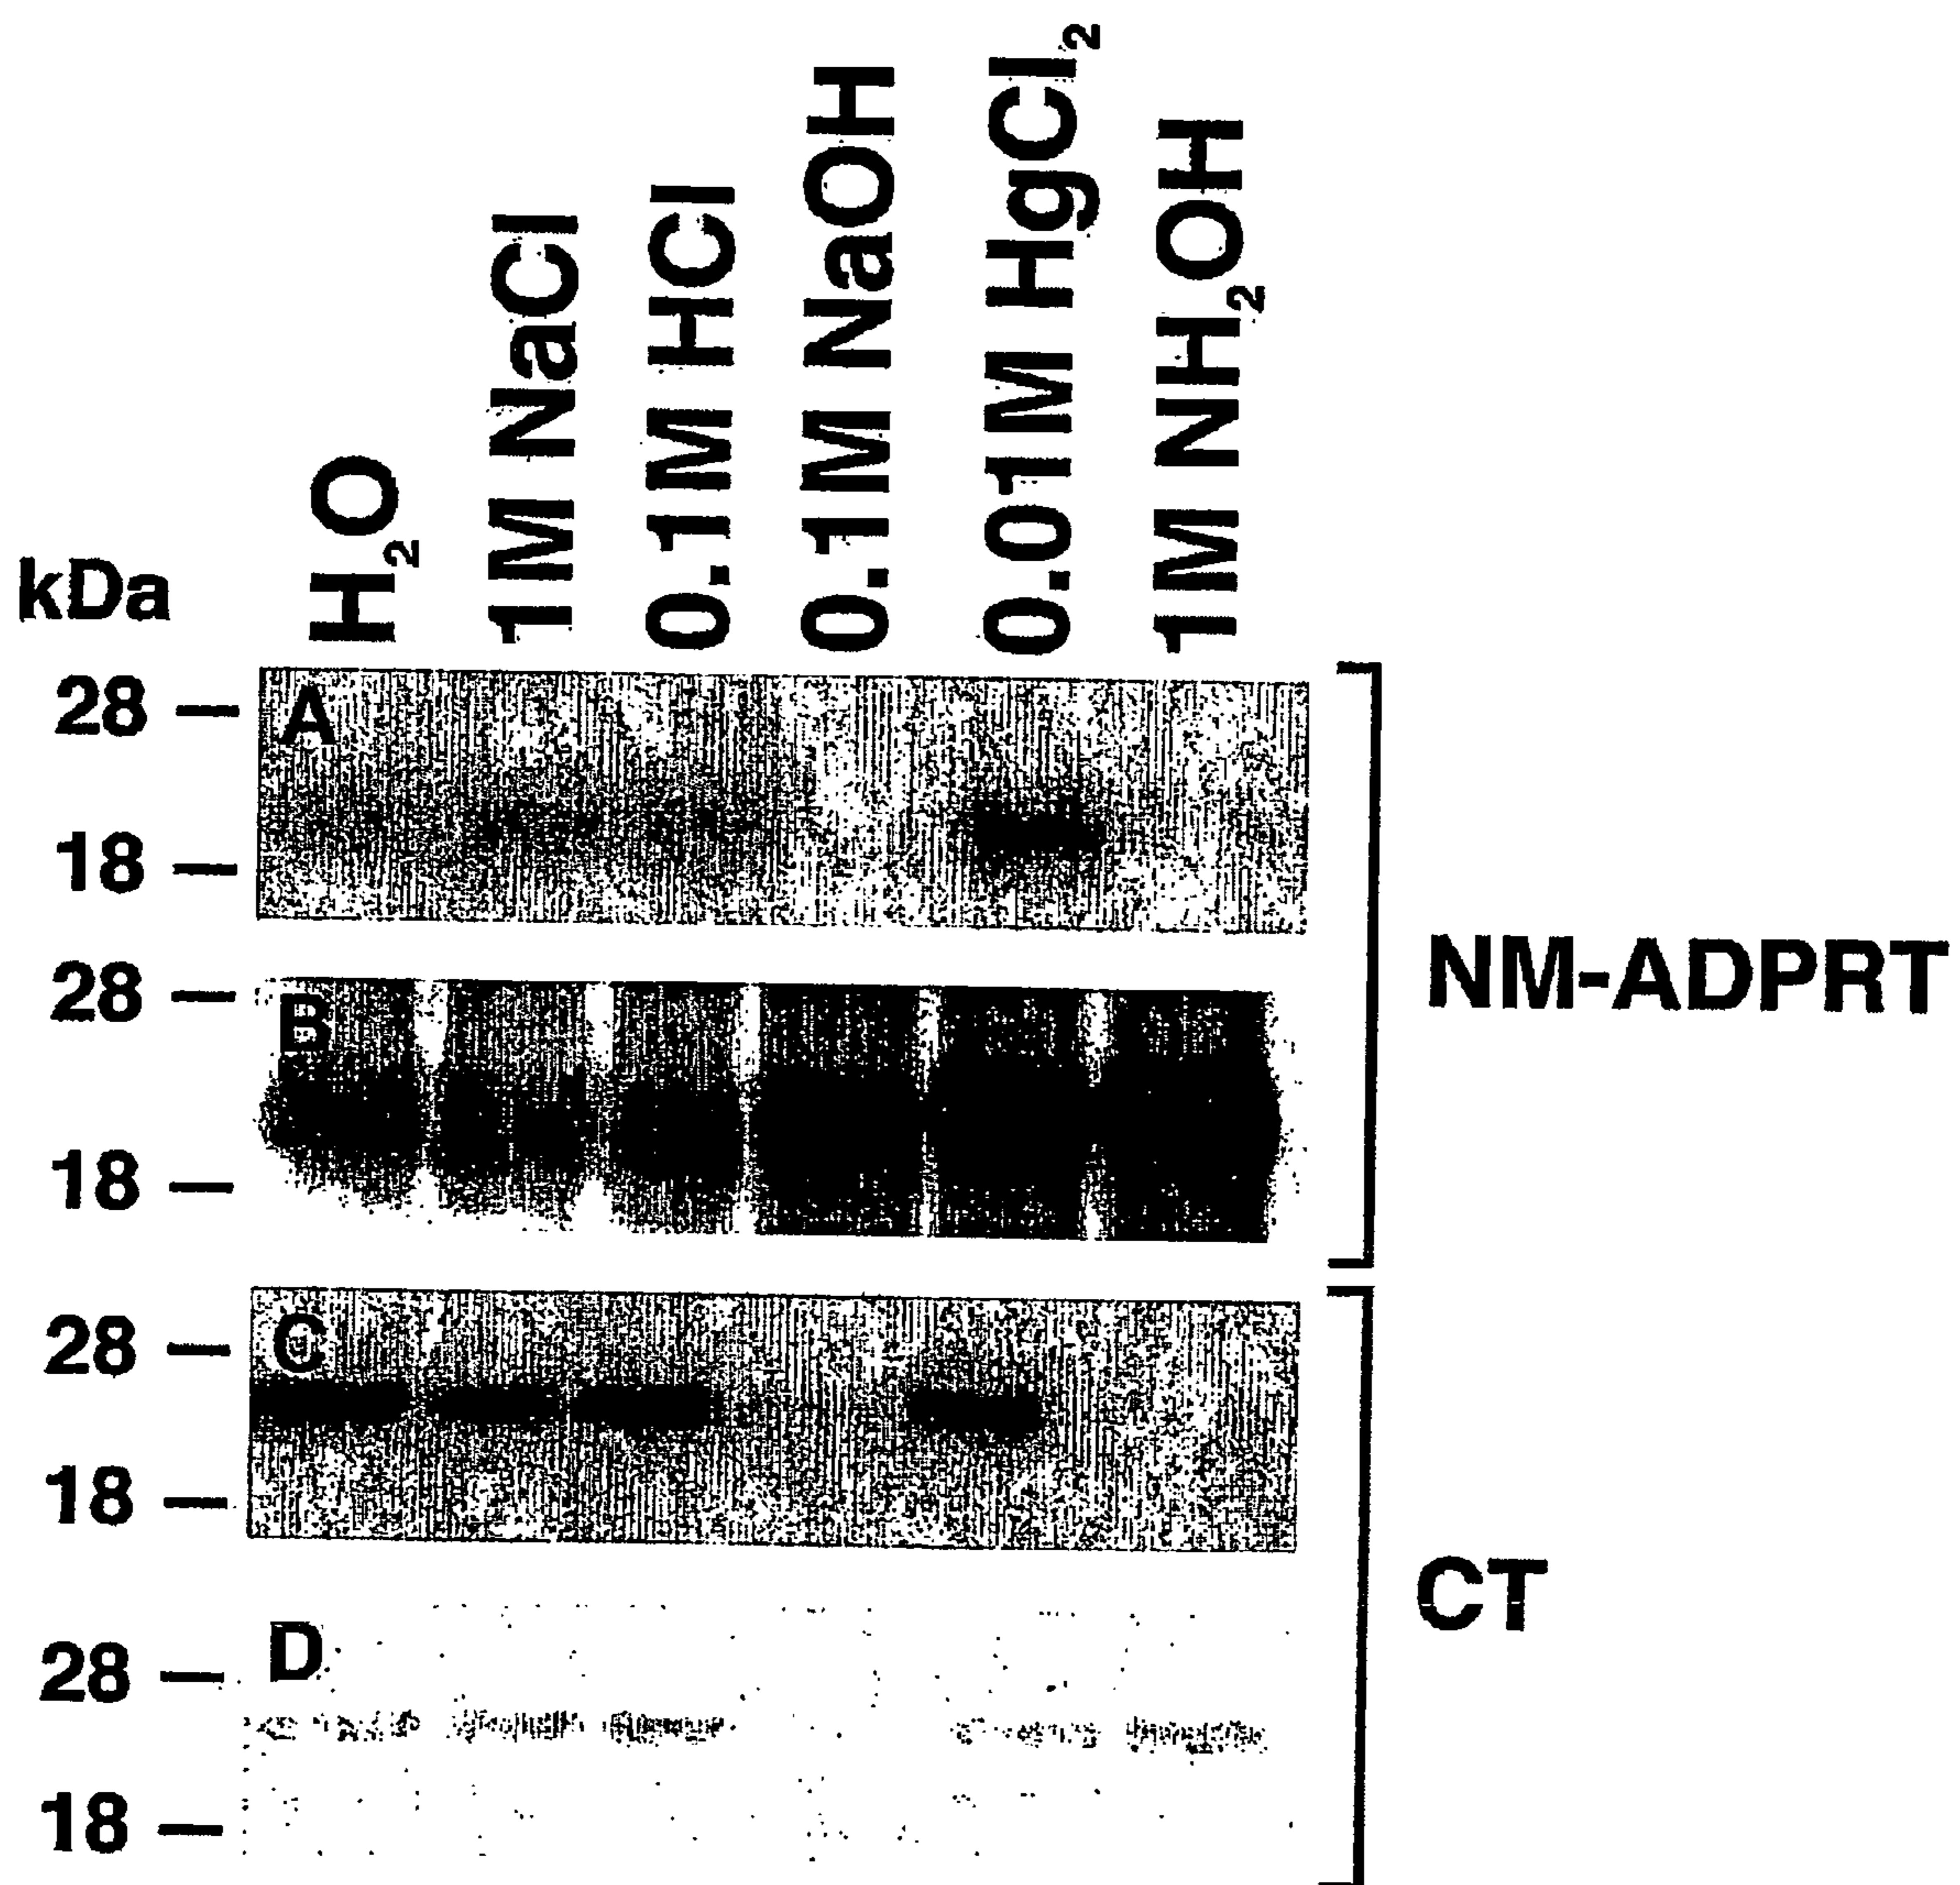 H₂O
1M NaCl
0.1M HCl
0.1M NaOH
0.01M HgCl₂
1M NH₂OH
kDa
28
A
18
28
B
18
NM-ADPRT
28
C
18
28
D
18
CT